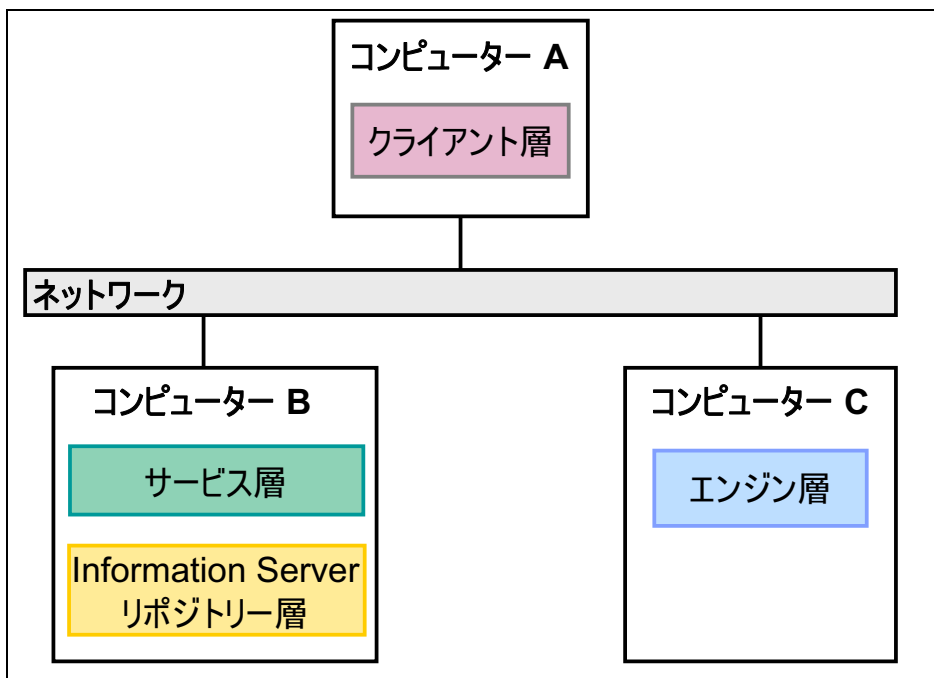 コンピューター A
クライアント層
ネットワーク
コンピューター B
サービス層
Information Server
リポジトリー層
コンピューター C
エンジン層